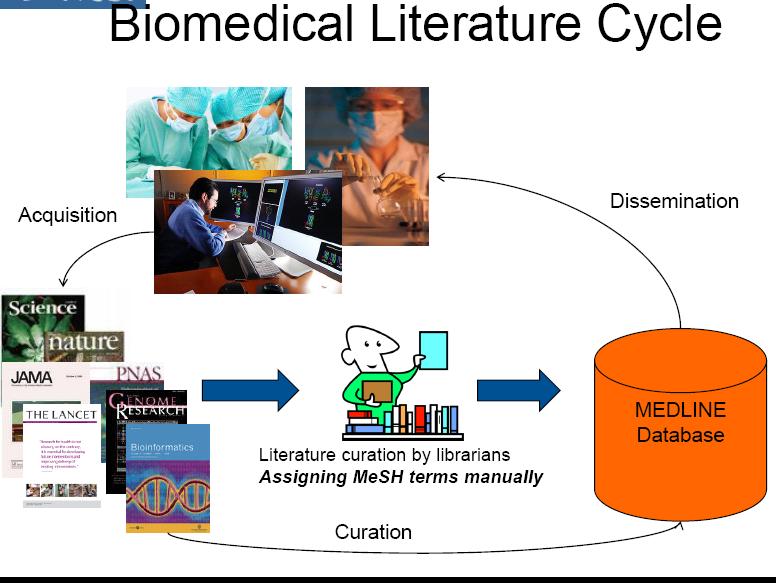 Biomedical Literature Cycle
Acquisition
Dissemination
Science
nature
JAMA
PNAS
GENOME
RESEARCH
THE LANCET
Bioinformatics
MEDLINE
Database
Literature curation by librarians
Assigning MeSH terms manually
Curation